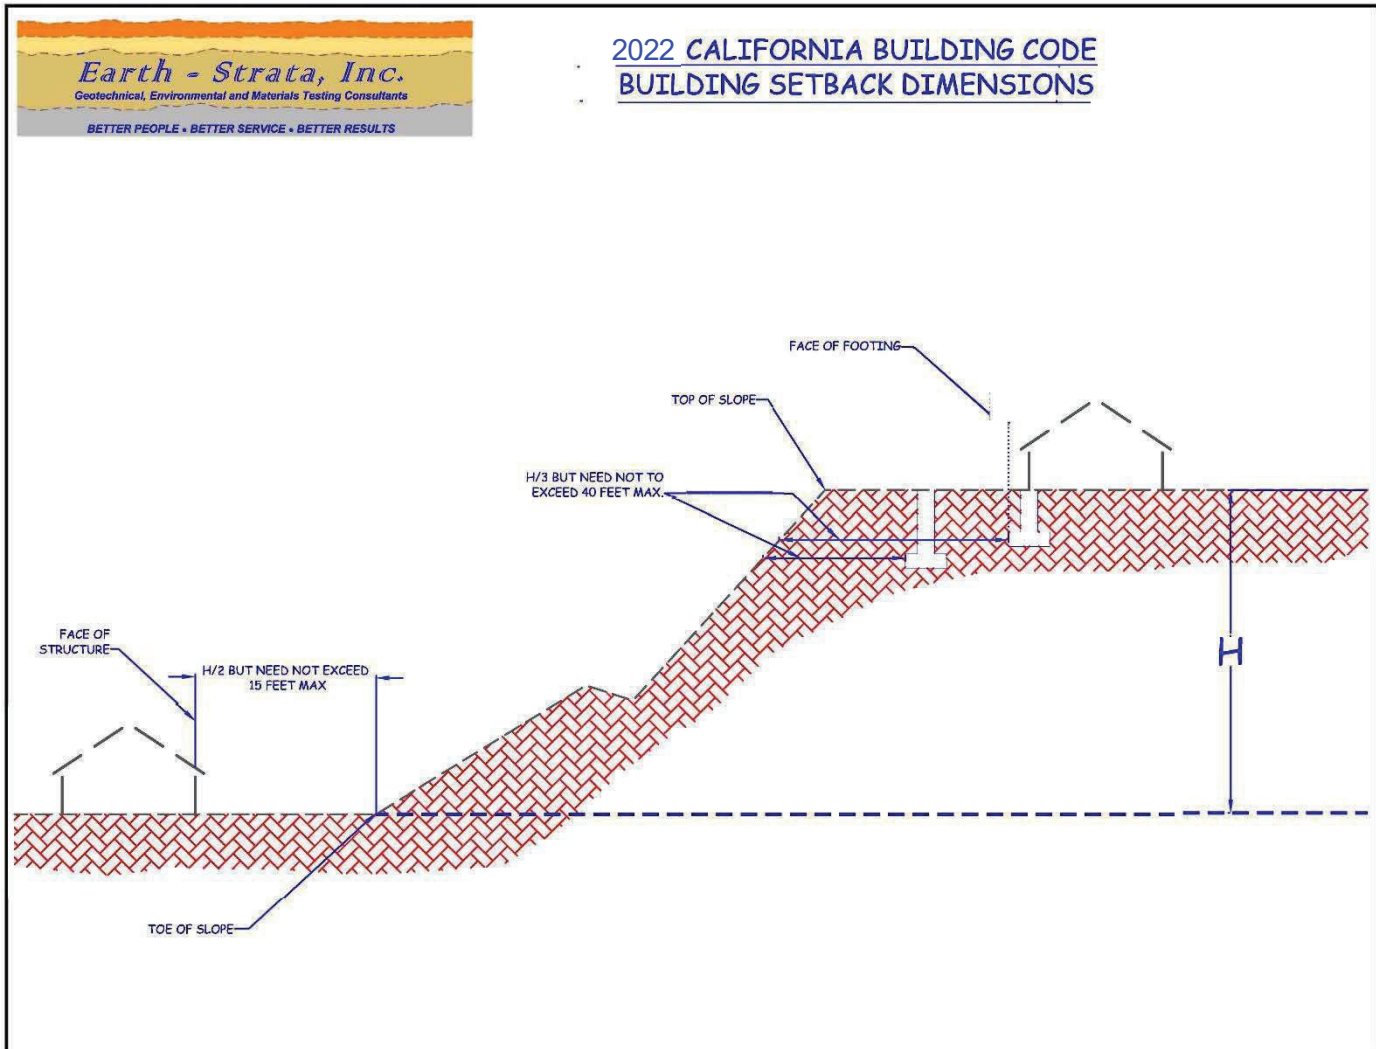 Earth - Strata, Inc.
Geotechnical, Environmental and Materials Testing Consultants
BETTER PEOPLE • BETTER SERVICE • BETTER RESULTS
2022 CALIFORNIA BUILDING CODE
BUILDING SETBACK DIMENSIONS
FACE OF FOOTING
TOP OF SLOPE
H/3 BUT NEED NOT TO
EXCEED 40 FEET MAX.
FACE OF
STRUCTURE
H/2 BUT NEED NOT EXCEED
15 FEET MAX
H
TOE OF SLOPE